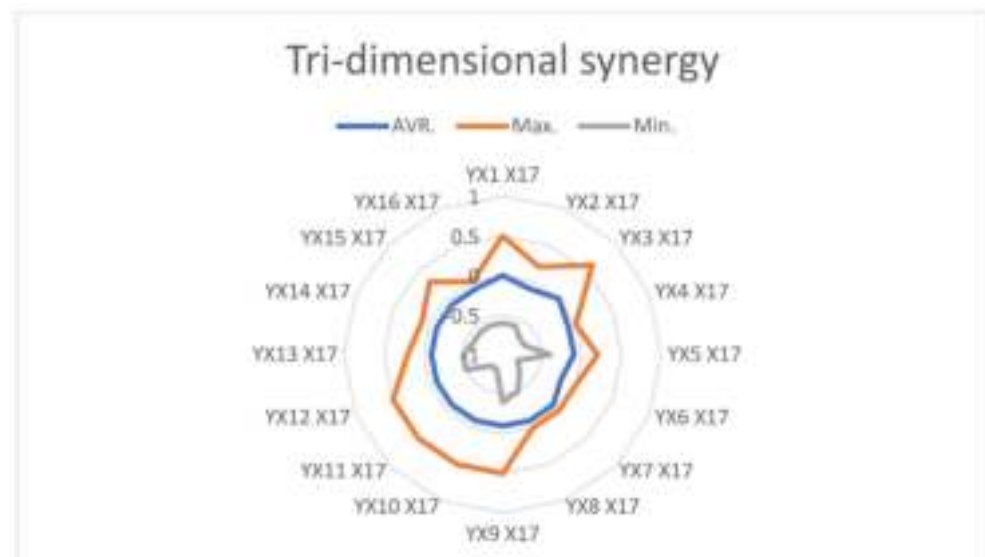 Tri-dimensional synergy
AVR. Max. Min.
YX1 X17
YX16 X17 1 YX2 X17
YX15 X17 0.5 YX3 X17
YX14 X17 0 YX4 X17
-0.5
YX13 X17 -1 YX5 X17
YX12 X17 YX6 X17
YX11 X17 YX7 X17
YX10 X17 YX8 X17
YX9 X17